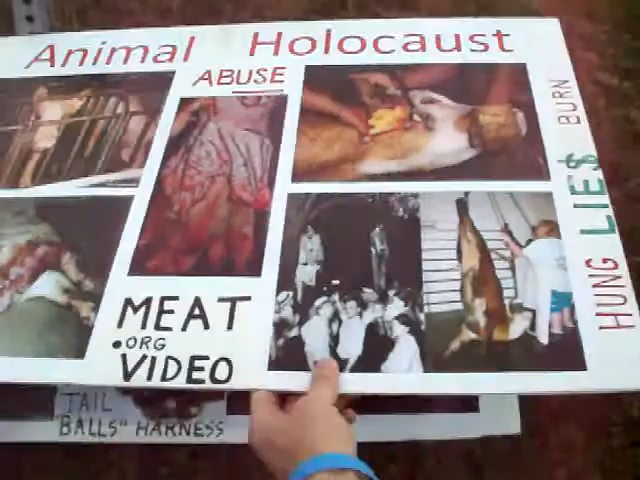 Animal Holocaust
ABUSE
MEAT
.ORG
VIDEO
HUNG LIE$ BURN
TAIL
"BALLS" HARNESS